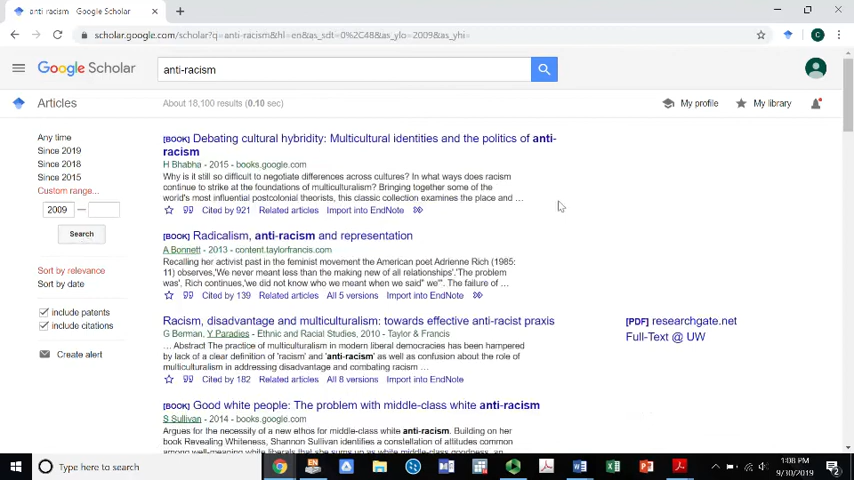 anti-racism - Google Scholar
scholar.google.com/scholar?q=anti-racism&hl=en&as_sdt=0%2C48&as_ylo=2009&as_yhi=
C
Google Scholar
anti-racism
Articles
About 18,100 results (0.10 sec)
My profile
My library
Any time
Since 2019
Since 2018
Since 2015
Custom range...
2009 —
Search
Sort by relevance
Sort by date
include patents
include citations
Create alert
[BOOK] Debating cultural hybridity: Multicultural identities and the politics of anti-
racism
H Bhabha - 2015 - books.google.com
Why is it still so difficult to negotiate differences across cultures? In what ways does racism
continue to strike at the foundations of multiculturalism? Bringing together some of the
world's most influential postcolonial theorists, this classic collection examines the place and ...
Cited by 921 Related articles Import into EndNote
[BOOK] Radicalism, anti-racism and representation
A Bonnett - 2013 - content.taylorfrancis.com
Recalling her activist past in the feminist movement the American poet Adrienne Rich (1985:
11) observes,'We never meant less than the making new of all relationships'.'The problem
was'. Rich continues,'we did not know who we meant when we said" we"'. The failure of ...
Cited by 139 Related articles All 5 versions Import into EndNote
Racism, disadvantage and multiculturalism: towards effective anti-racist praxis
G Berman, Y Paradies - Ethnic and Racial Studies, 2010 - Taylor & Francis
... Abstract The practice of multiculturalism in modern liberal democracies has been hampered
by lack of a clear definition of 'racism' and 'anti-racism' as well as confusion about the role of
multiculturalism in addressing disadvantage and combating racism ...
Cited by 182 Related articles All 8 versions Import into EndNote
[PDF] researchgate.net
Full-Text @ UW
[BOOK] Good white people: The problem with middle-class white anti-racism
S Sullivan - 2014 - books.google.com
Argues for the necessity of a new ethos for middle-class white anti-racism. Building on her
book Revealing Whiteness, Shannon Sullivan identifies a constellation of attitudes common
among well-meaning white liberals that she sums up as white middle-class goodness, an
Type here to search
1:08 PM
9/30/2019
2